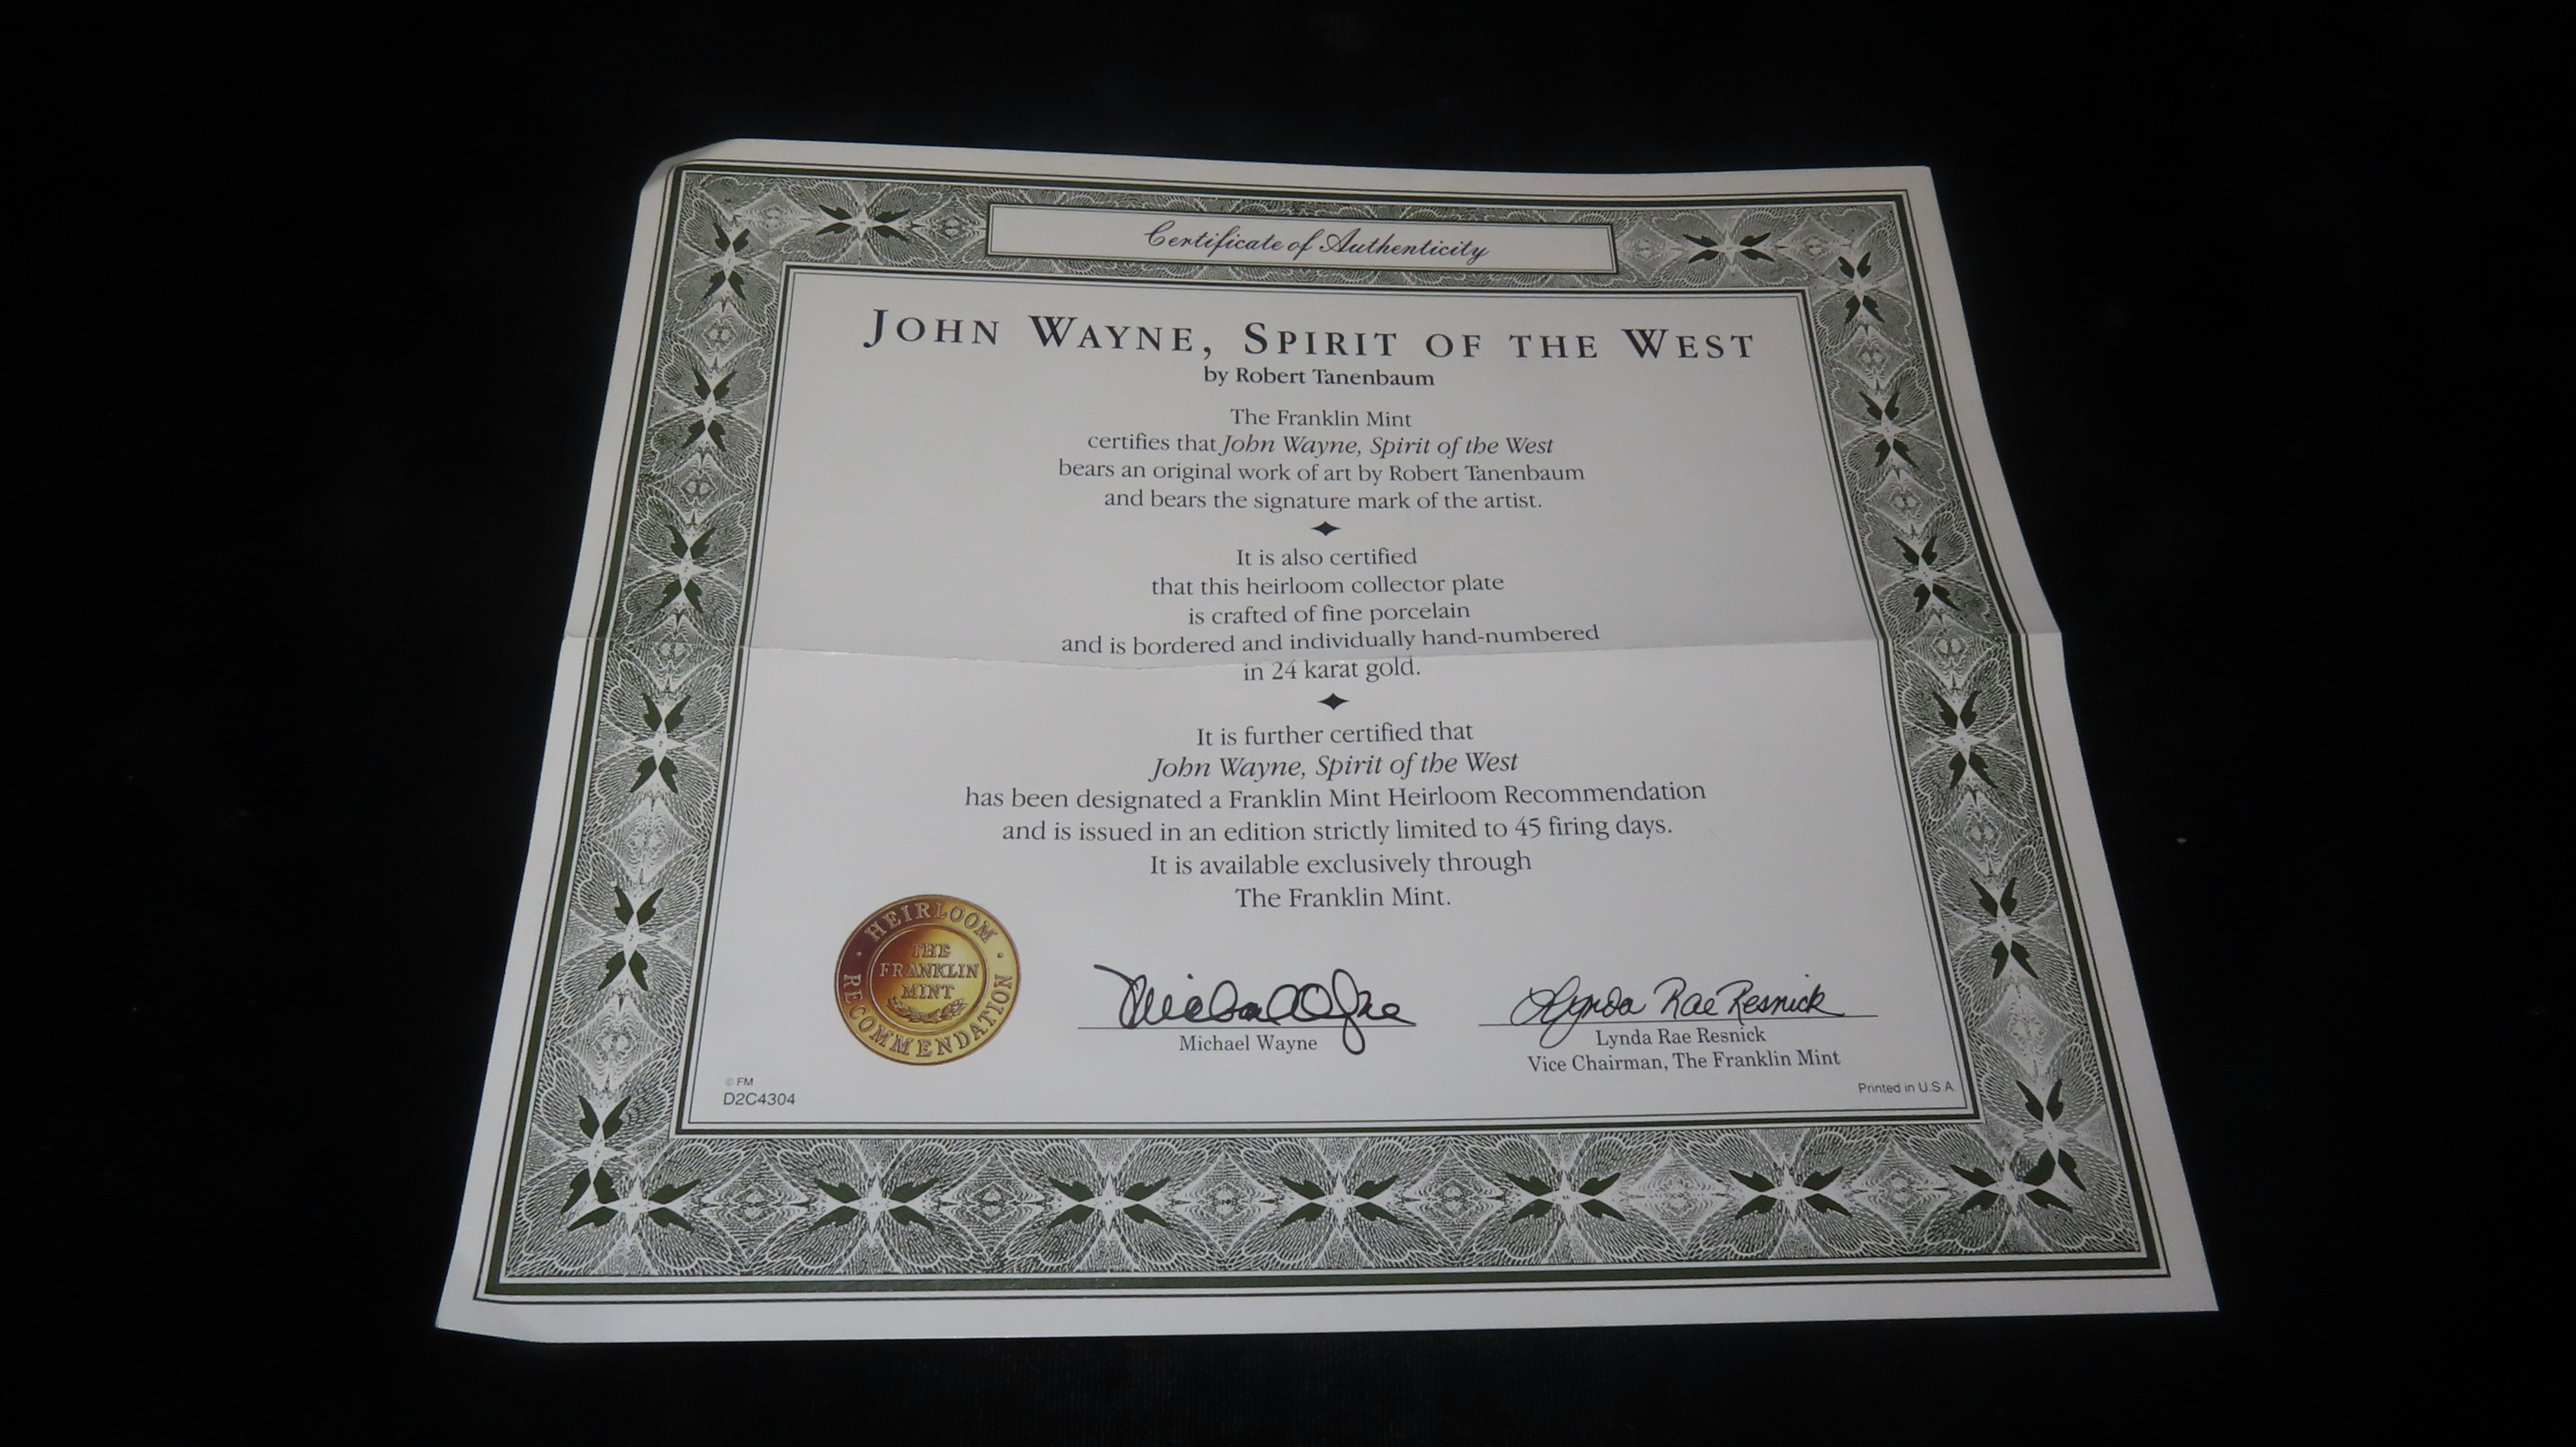 Certificate of Authenticity
JOHN WAYNE, SPIRIT OF THE WEST
by Robert Tanenbaum
The Franklin Mint
certifies that John Wayne, Spirit of the West
bears an original work of art by Robert Tanenbaum
and bears the signature mark of the artist.
It is also certified
that this heirloom collector plate
is crafted of fine porcelain
and is bordered and individually hand-numbered
in 24 karat gold.
It is further certified that
John Wayne, Spirit of the West
has been designated a Franklin Mint Heirloom Recommendation
and is issued in an edition strictly limited to 45 firing days.
It is available exclusively through
The Franklin Mint.
HEIRLOOM
THE
FRANKLIN
MINT
RECOMMENDATION
Michael Wayne
Michael Wayne
Lynda Rae Resnick
Lynda Rae Resnick
Vice Chairman, The Franklin Mint
© FM
D2C4304
Printed in U.S.A.